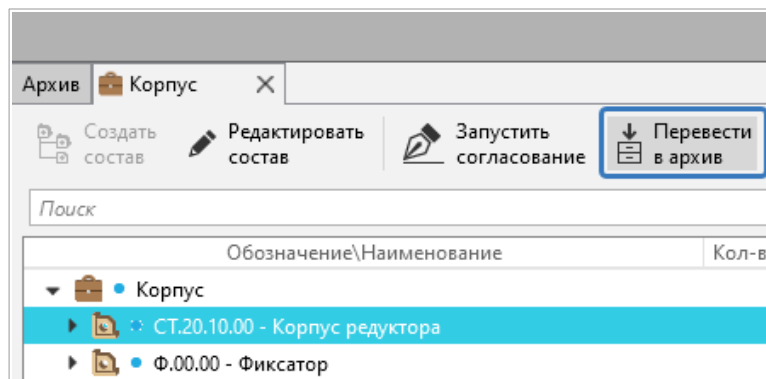 Архив Корпус
Создать состав
Редактировать состав
Запустить согласование
Перевести в архив
Поиск
Обозначение\Наименование Кол-в
Корпус
СТ.20.10.00 - Корпус редуктора
Ф.00.00 - Фиксатор